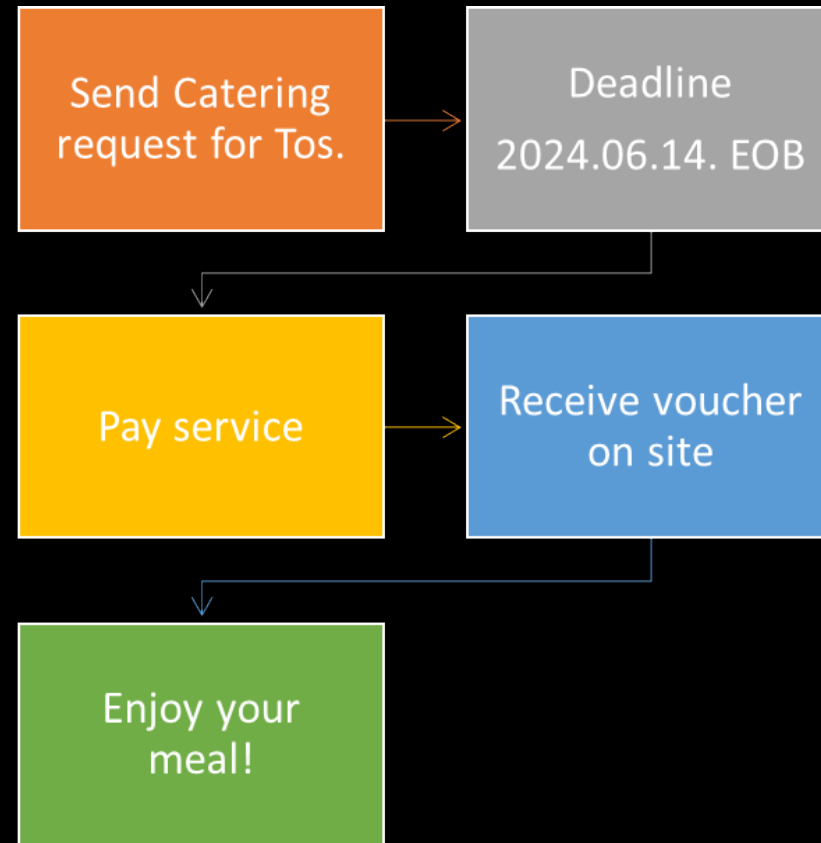 Send Catering
request for Tos.
Deadline
2024.06.14. EOB
Pay service
Receive voucher
on site
Enjoy your
meal!